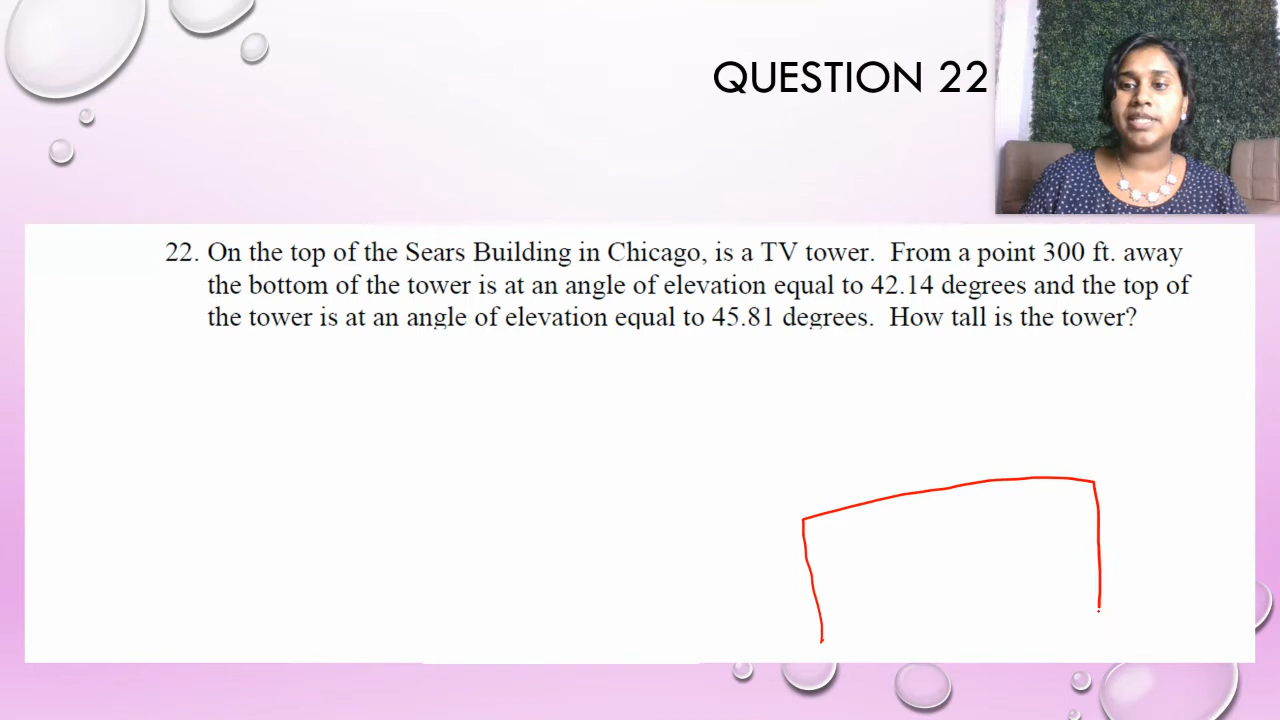 QUESTION 22
22. On the top of the Sears Building in Chicago, is a TV tower. From a point 300 ft. away
the bottom of the tower is at an angle of elevation equal to 42.14 degrees and the top of
the tower is at an angle of elevation equal to 45.81 degrees. How tall is the tower?